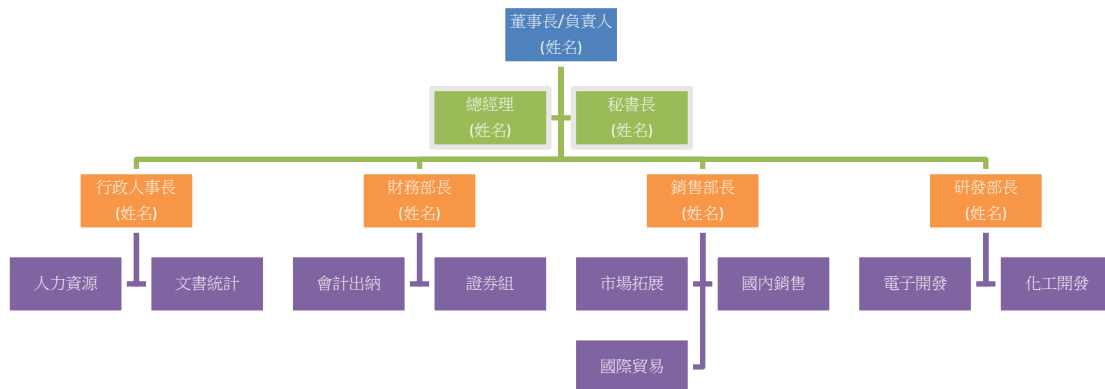 董事長/負責人
(姓名)
總經理
(姓名)
秘書長
(姓名)
行政人事長
(姓名)
財務部長
(姓名)
銷售部長
(姓名)
研發部長
(姓名)
人力資源
文書統計
會計出納
證券組
市場拓展
國內銷售
電子開發
化工開發
國際貿易